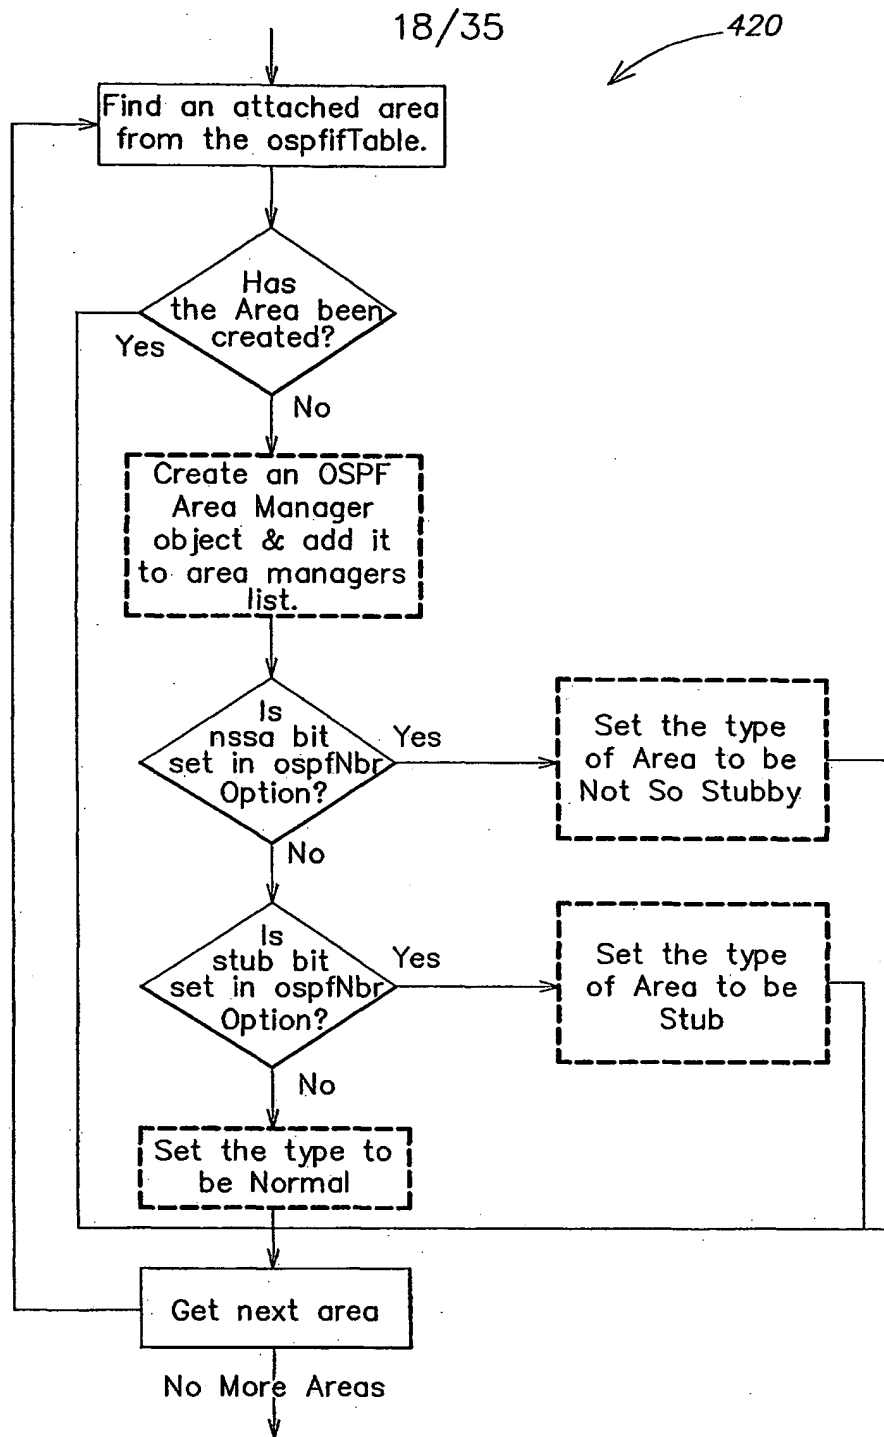 18/35
420
Find an attached area
from the ospfifTable.
Has
the Area been
created?
Yes
No
Create an OSPF
Area Manager
object & add it
to area managers
list.
Is
nssa bit
set in ospfNbr
Option?
Yes
Set the type
of Area to be
Not So Stubby
No
Is
stub bit
set in ospfNbr
Option?
Yes
Set the type
of Area to be
Stub
No
Set the type to
be Normal
Get next area
No More Areas